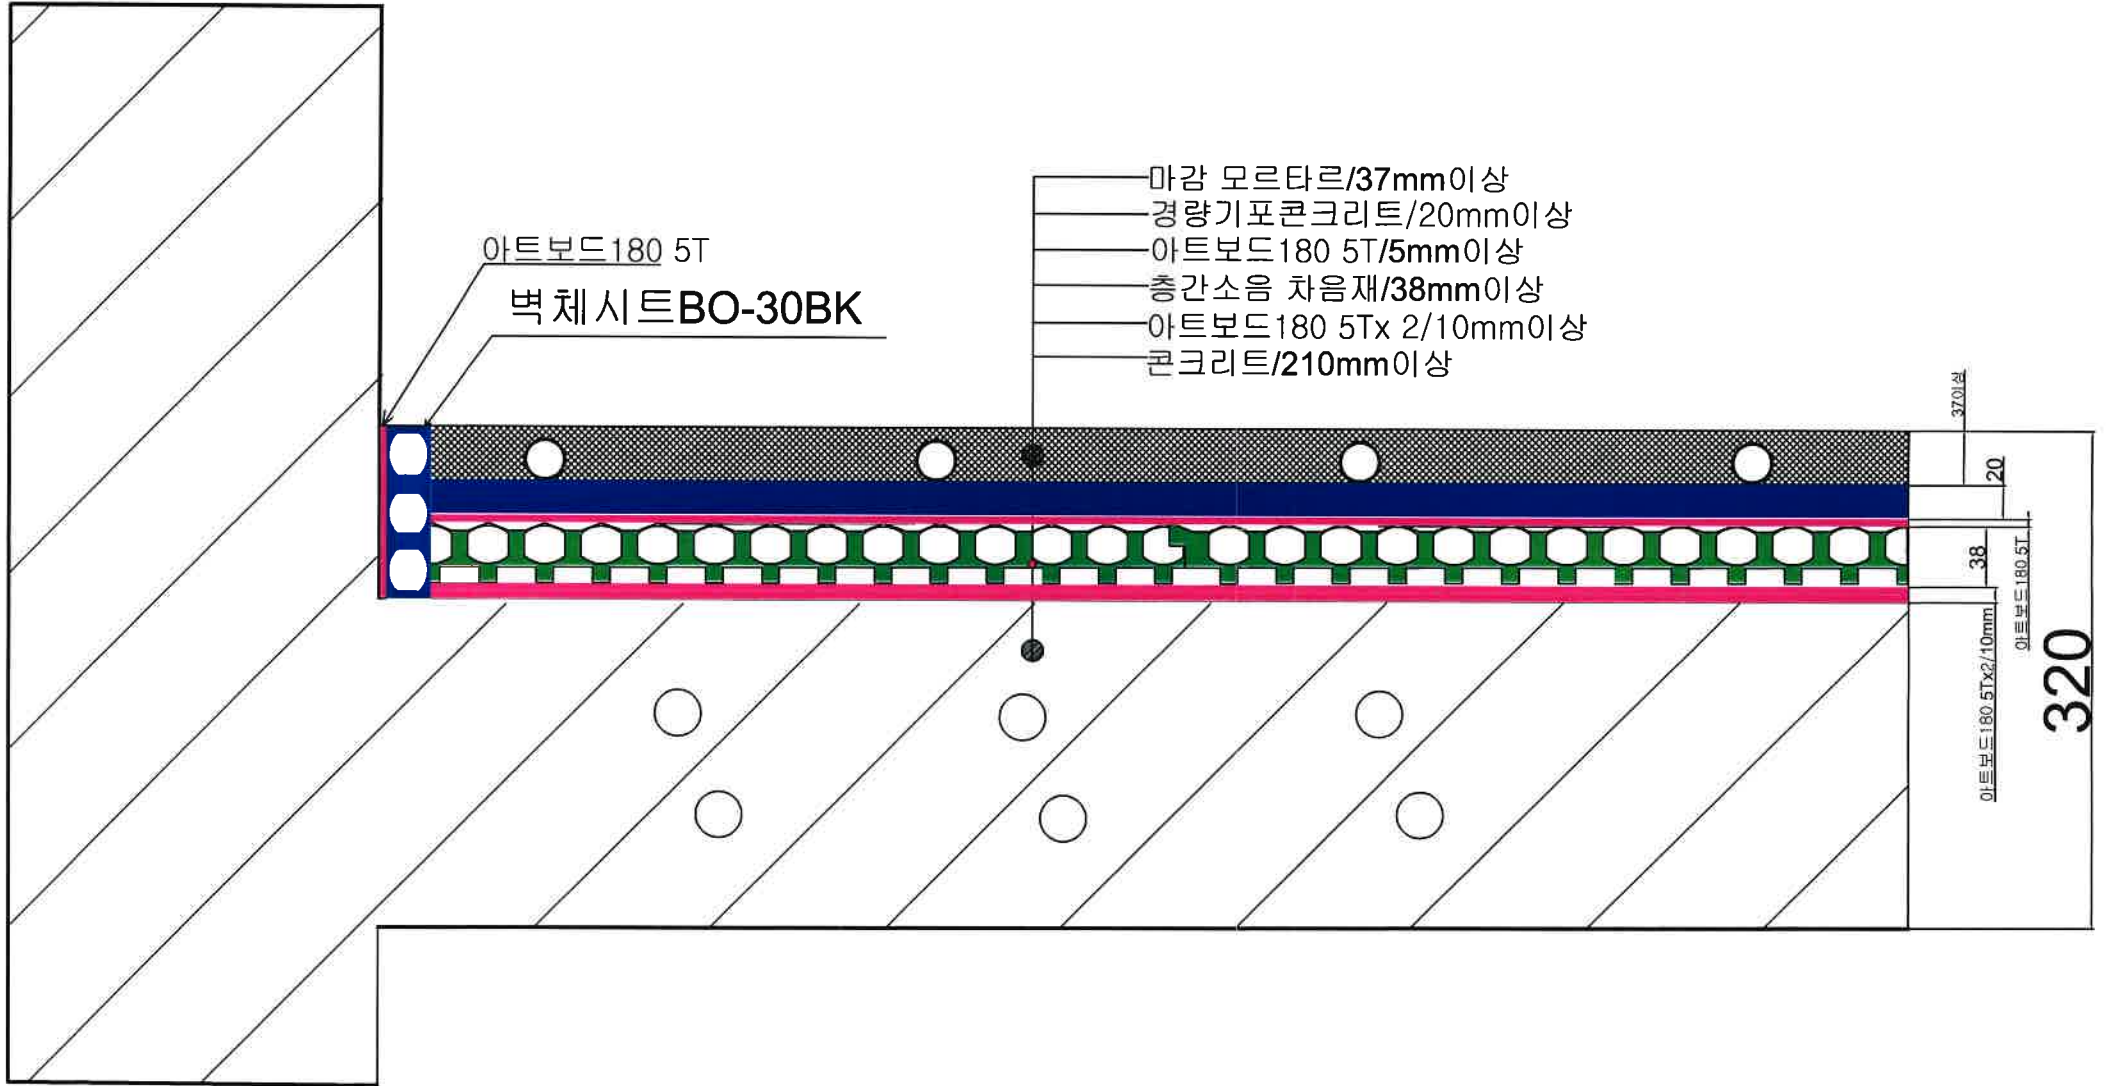 마감 모르타르/37mm이상
경량기포콘크리트/20mm이상
아트보드180 5T/5mm이상
층간소음 차음재/38mm이상
아트보드180 5Tx 2/10mm이상
콘크리트/210mm이상
아트보드180 5T
벽체시트BO-30BK
37이상
20
38
아트보드180 5T
아트보드180 5Tx2/10mm
320